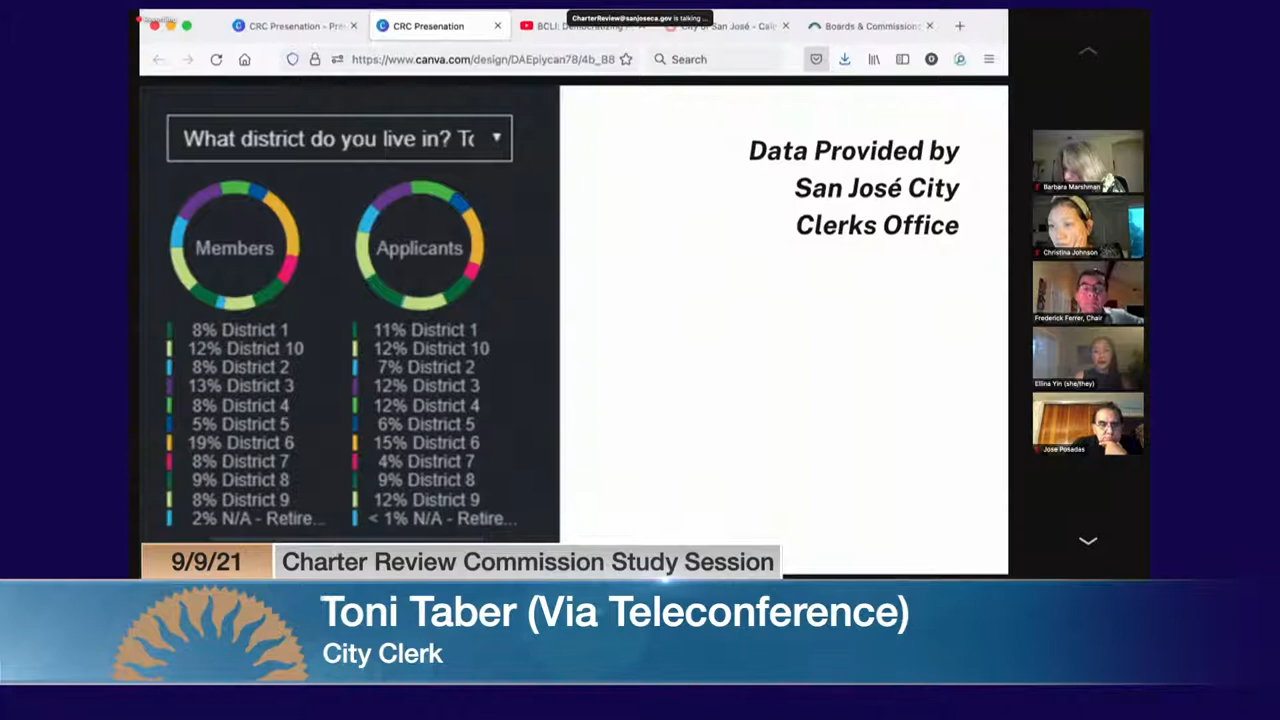 CharterReview@sanjoseca.gov is talking ...
CRC Presenation - Pre
CRC Presenation
BCLI: Democratizing
City of San José - Cal
Boards & Commission
https://www.canva.com/design/DAEpiycan78/4b_B8
Search
What district do you live in? To
Members
Applicants
8% District 1
12% District 10
8% District 2
13% District 3
8% District 4
5% District 5
19% District 6
8% District 7
9% District 8
8% District 9
2% N/A - Retire...
11% District 1
12% District 10
7% District 2
12% District 3
12% District 4
6% District 5
15% District 6
4% District 7
9% District 8
12% District 9
< 1% N/A - Retire...
Data Provided by
San José City
Clerks Office
Barbara Marshman
Christina Johnson
Frederick Ferrer, Chair
Ellina Yin (she/they)
Jose Posadas
9/9/21
Charter Review Commission Study Session
Toni Taber (Via Teleconference)
City Clerk